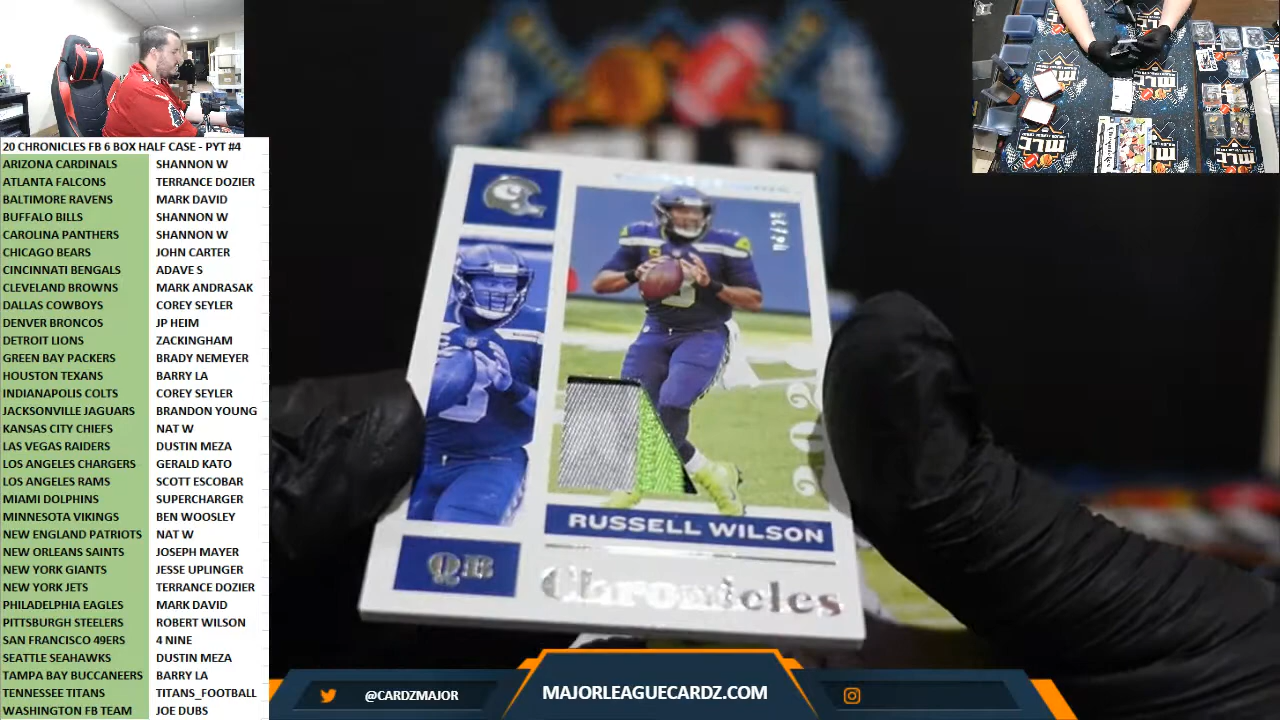 20 CHRONICLES FB 6 BOX HALF CASE - PYT #4
ARIZONA CARDINALS SHANNON W
ATLANTA FALCONS TERRANCE DOZIER
BALTIMORE RAVENS MARK DAVID
BUFFALO BILLS SHANNON W
CAROLINA PANTHERS SHANNON W
CHICAGO BEARS JOHN CARTER
CINCINNATI BENGALS ADAVE S
CLEVELAND BROWNS MARK ANDRASAK
DALLAS COWBOYS COREY SEYLER
DENVER BRONCOS JP HEIM
DETROIT LIONS ZACKINGHAM
GREEN BAY PACKERS BRADY NEMEYER
HOUSTON TEXANS BARRY LA
INDIANAPOLIS COLTS COREY SEYLER
JACKSONVILLE JAGUARS BRANDON YOUNG
KANSAS CITY CHIEFS NAT W
LAS VEGAS RAIDERS DUSTIN MEZA
LOS ANGELES CHARGERS GERALD KATO
LOS ANGELES RAMS SCOTT ESCOBAR
MIAMI DOLPHINS SUPERCHARGER
MINNESOTA VIKINGS BEN WOOSLEY
NEW ENGLAND PATRIOTS NAT W
NEW ORLEANS SAINTS JOSEPH MAYER
NEW YORK GIANTS JESSE UPLINGER
NEW YORK JETS TERRANCE DOZIER
PHILADELPHIA EAGLES MARK DAVID
PITTSBURGH STEELERS ROBERT WILSON
SAN FRANCISCO 49ERS 4 NINE
SEATTLE SEAHAWKS DUSTIN MEZA
TAMPA BAY BUCCANEERS BARRY LA
TENNESSEE TITANS TITANS_FOOTBALL
WASHINGTON FB TEAM JOE DUBS
2020
RUSSELL WILSON
QB
Chronicles
@CARDZMAJOR
MAJORLEAGUECARDZ.COM
MLC
MLC